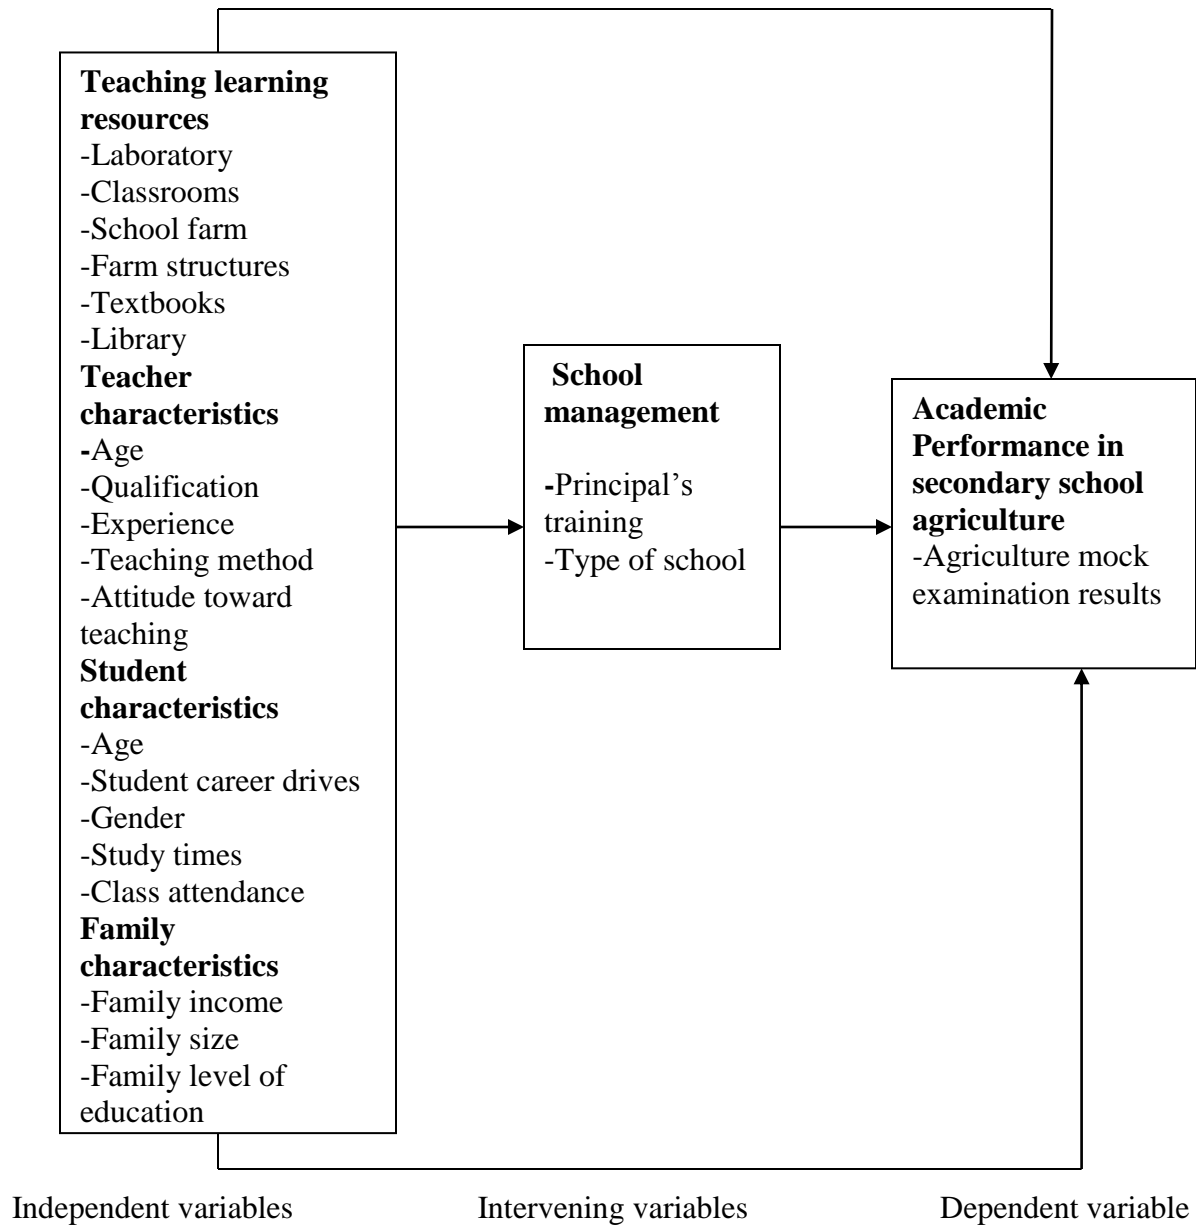 Teaching learning
resources
-Laboratory
-Classrooms
-School farm
-Farm structures
-Textbooks
-Library
Teacher
characteristics
-Age
-Qualification
-Experience
-Teaching method
-Attitude toward
teaching
Student
characteristics
-Age
-Student career drives
-Gender
-Study times
-Class attendance
Family
characteristics
-Family income
-Family size
-Family level of
education
School
management
-Principal’s
training
-Type of school
Academic
Performance in
secondary school
agriculture
-Agriculture mock
examination results
Independent variables
Intervening variables
Dependent variable